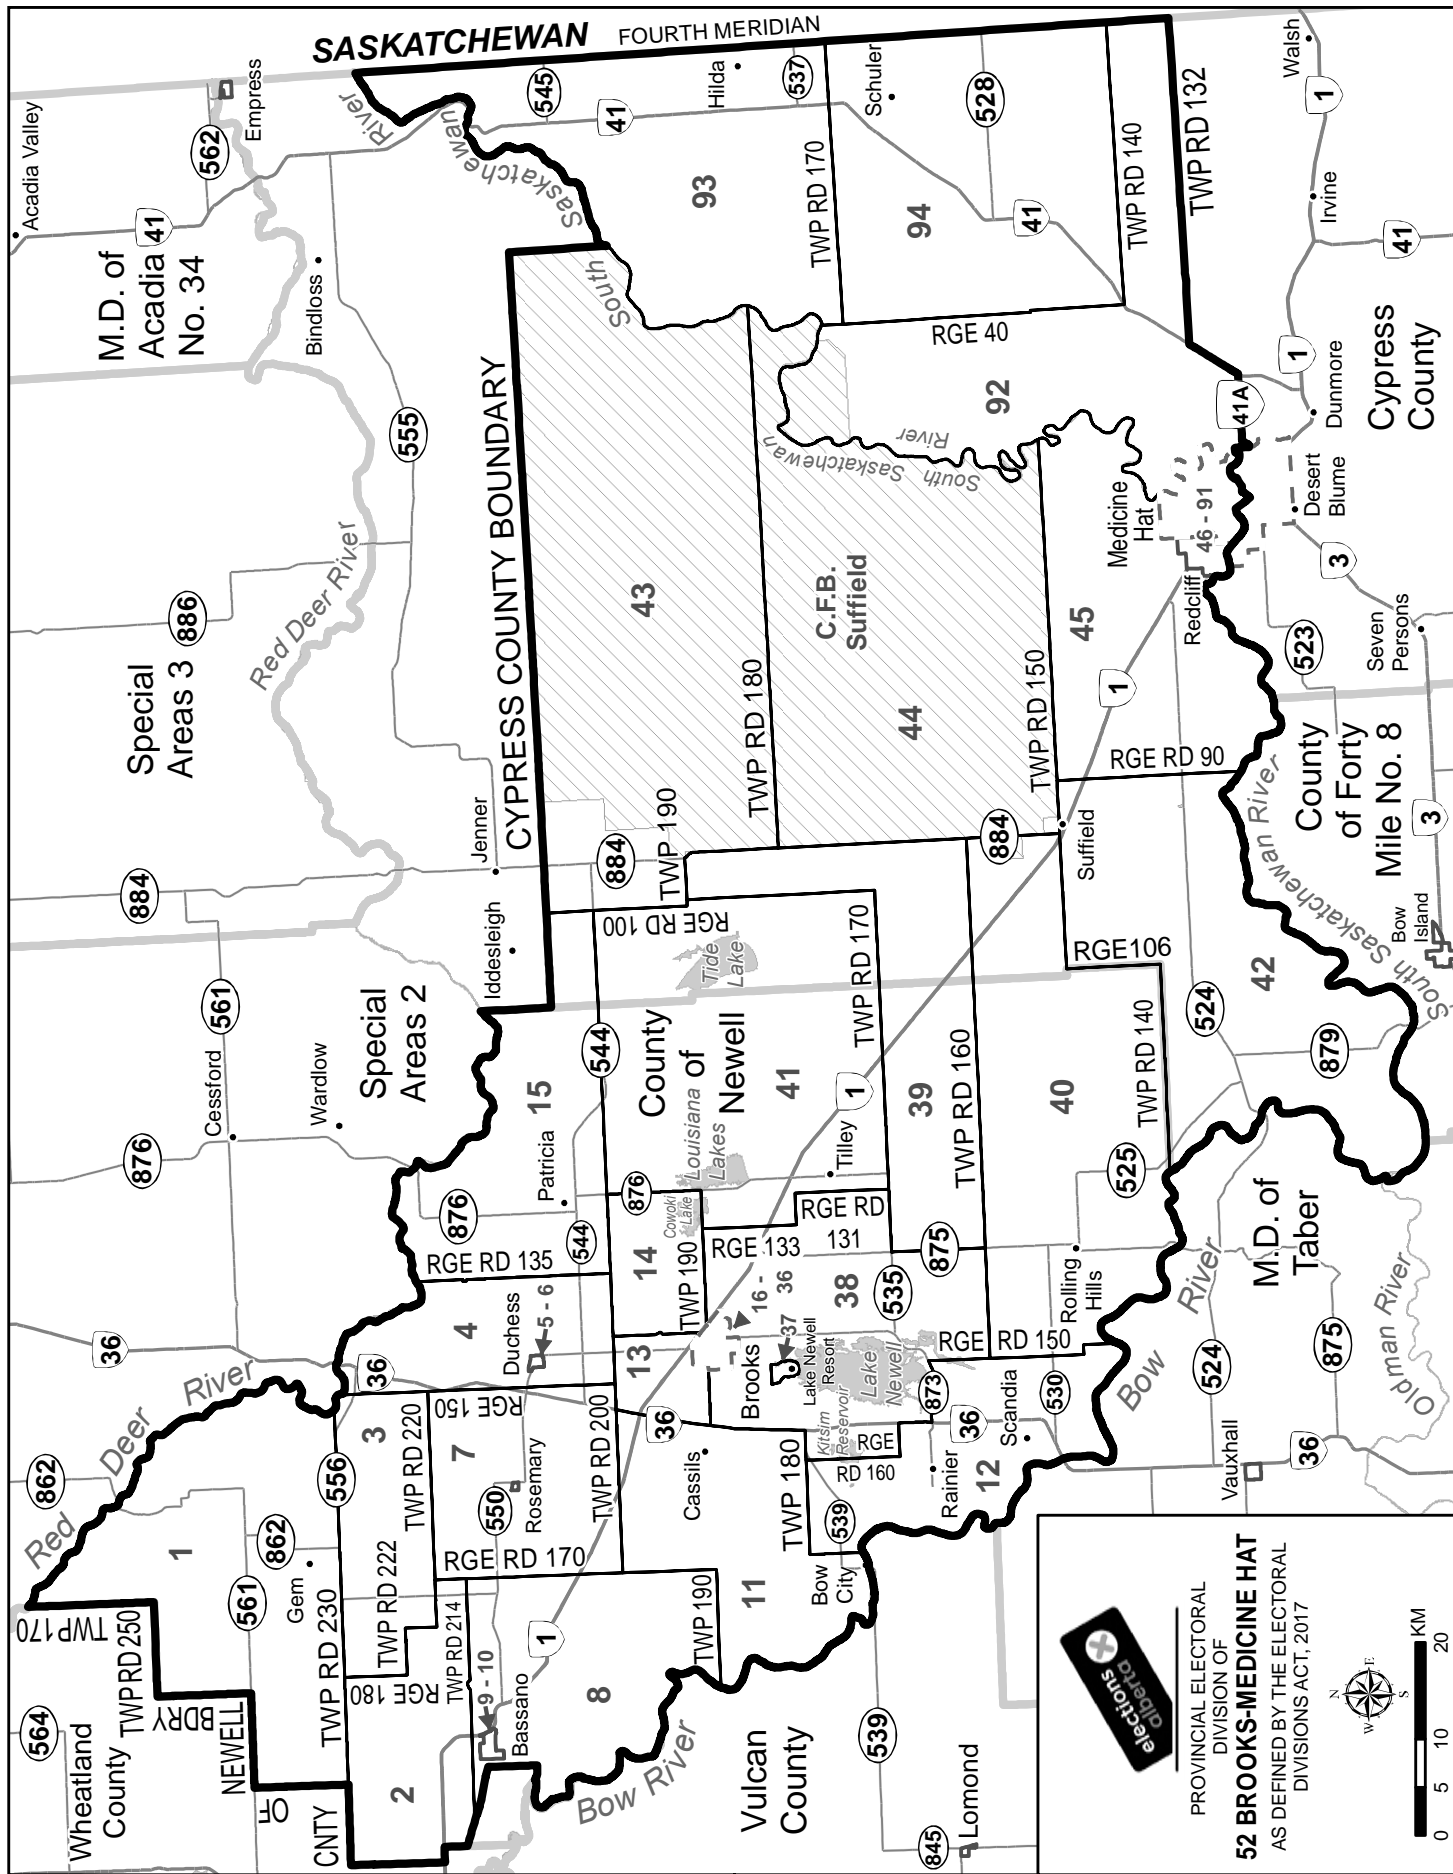 SASKATCHEWAN
FOURTH MERIDIAN
Acadia Valley
562
Empress
41
M.D. of
Acadia
No. 34
Bindloss
555
River
Saskatchewan
South
545
Hilda
537
41
Schuler
528
93
TWP RD 170
94
41
TWP RD 140
TWP RD 132
Walsh
1
Irvine
41
1
Dunmore
Cypress
County
41A
RGE 40
92
River
Saskatchewan
South
Medicine
Hat
46 - 91
Desert
Blume
3
Redcliff
Seven
Persons
523
CYPRESS COUNTY BOUNDARY
43
C.F.B.
Suffield
44
TWP RD 180
TWP RD 150
45
1
RGE RD 90
886
Special
Areas 3
Red Deer River
Jenner
884
884
TWP 190
884
Suffield
County
of Forty
Mile No. 8
3
Bow
Island
South Saskatchewan River
Iddesleigh
RGE RD 100
Tide
Lake
TWP RD 170
RGE106
42
561
Cessford
Wardlow
Special
Areas 2
876
15
544
County
of
Newell
41
Louisiana
Lakes
1
Tilley
39
TWP RD 160
40
TWP RD 140
524
879
525
Patricia
876
544
876
RGE RD 135
14
Cowoki
Lake
TWP 190
RGE 133
RGE RD
131
16 -
36
38
535
875
Rolling
Hills
M.D. of
Taber
36
River
Deer
Red
36
4
Duchess
5 - 6
13
Brooks
37
Lake Newell
Resort
Lake
Newell
RGE RD 150
Bow River
524
875
Oldman River
862
556
3
RGE 150
7
TWP RD 220
Rosemary
550
TWP RD 200
36
Cassils
TWP 180
Kitsim
Reservoir
RGE
RD 160
873
36
530
Scandia
Rainier
12
Vauxhall
36
1
561
862
Gem
TWP RD 222
RGE RD 170
TWP RD 230
539
Bow
City
11
TWP190
TWP170
TWP RD 250
RGE 180
TWP RD 214
9 - 10
Bassano
1
8
564
Wheatland
County
CNTY
OF
NEWELL
BDRY
2
Bow River
Vulcan
County
539
845
Lomond
elections
alberta
PROVINCIAL ELECTORAL
DIVISION OF
52 BROOKS-MEDICINE HAT
AS DEFINED BY THE ELECTORAL
DIVISIONS ACT, 2017
N
W
E
S
0 5 10 20
KM